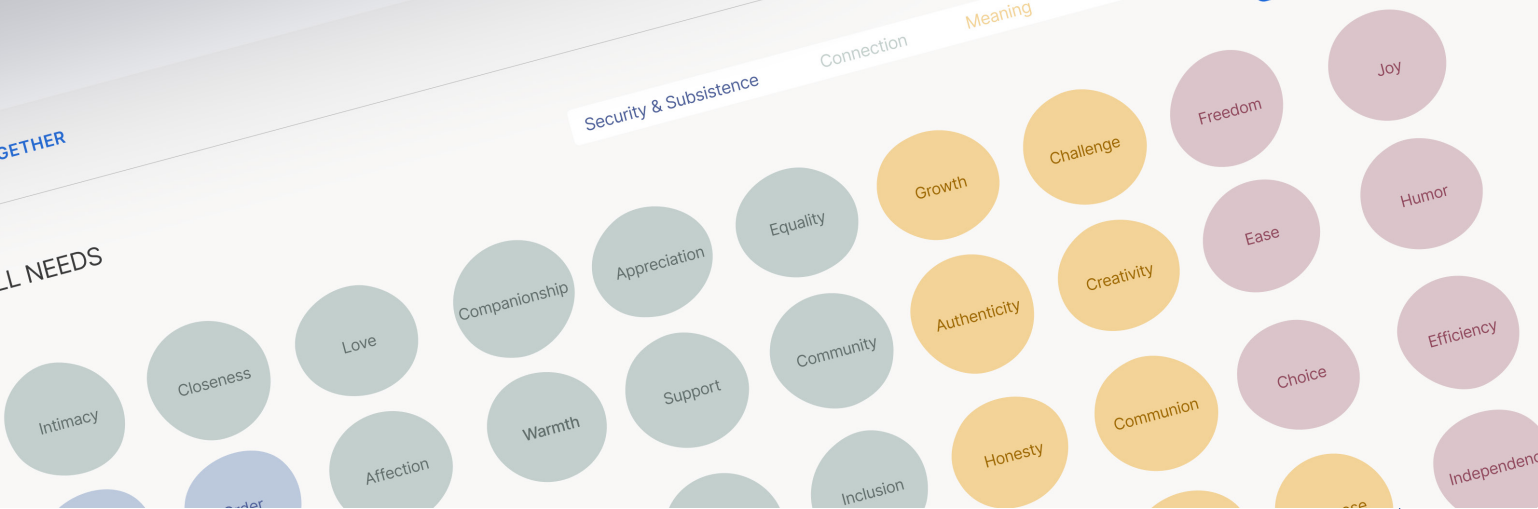 GETHER
Security & Subsistence
Connection
Meaning
LL NEEDS
Intimacy
Closeness
Love
Companionship
Appreciation
Equality
Growth
Challenge
Freedom
Joy
Affection
Warmth
Support
Community
Authenticity
Creativity
Ease
Humor
Inclusion
Honesty
Communion
Choice
Efficiency
Independenc